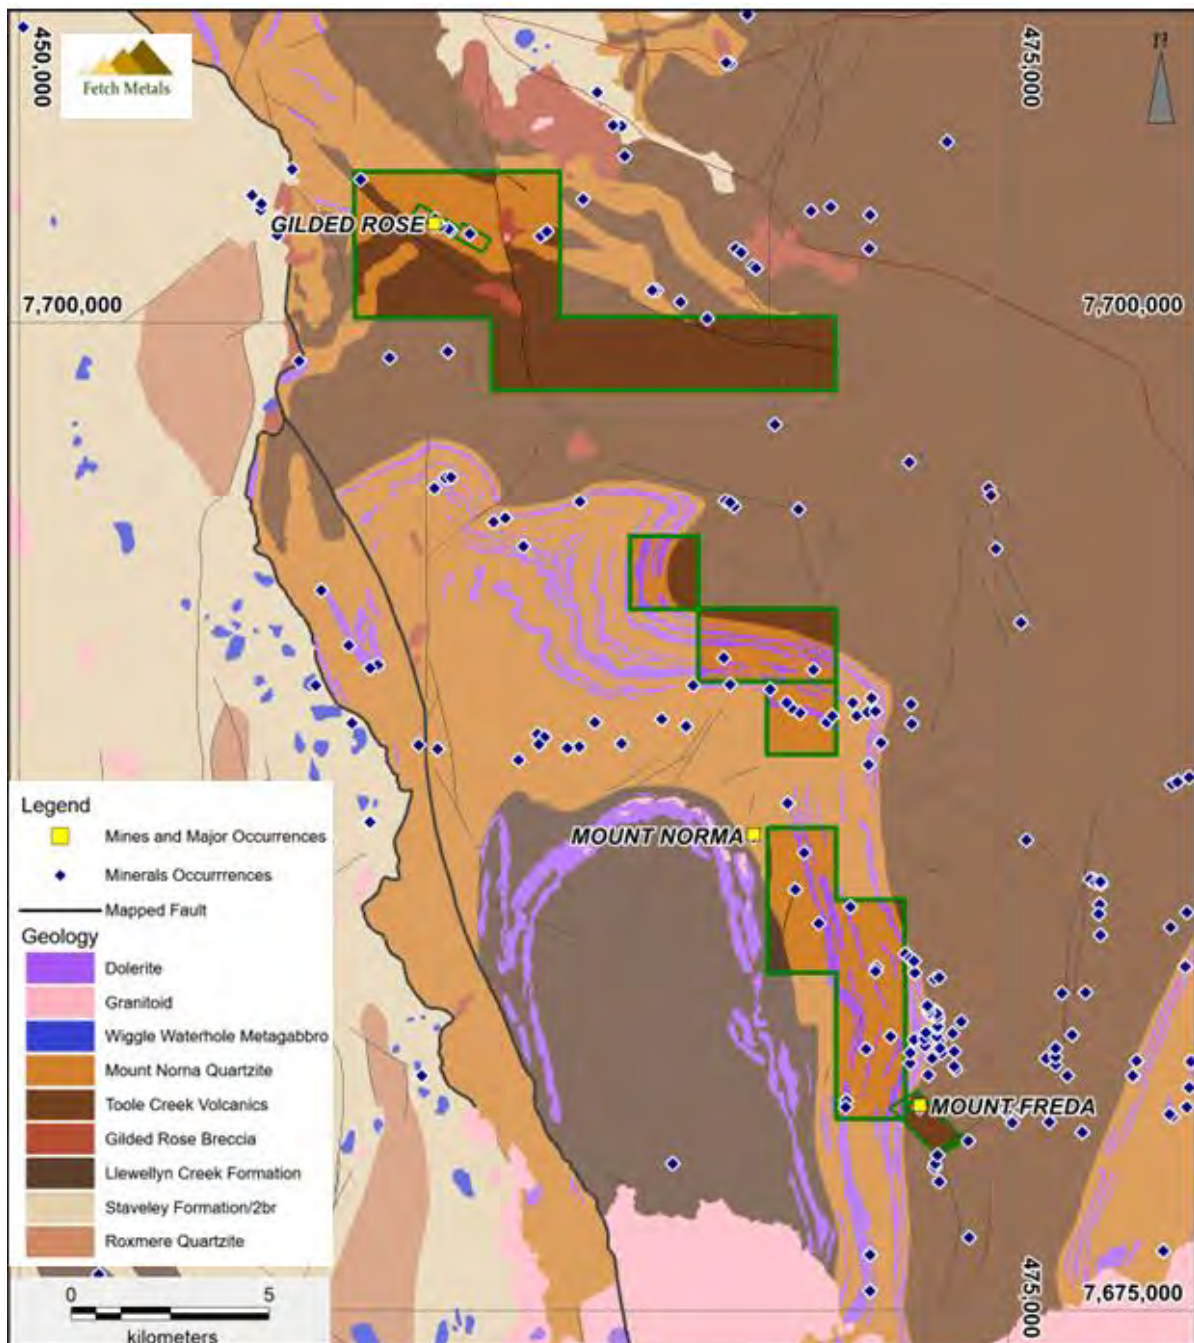 450,000
Fetch Metals
475,000
N
GILDED ROSE
7,700,000
7,700,000
MOUNT NORMA
MOUNT FREDA
Legend
Mines and Major Occurrences
Minerals Occurrrences
Mapped Fault
Geology
Dolerite
Granitoid
Wiggle Waterhole Metagabbro
Mount Norna Quartzite
Toole Creek Volcanics
Gilded Rose Breccia
Llewellyn Creek Formation
Staveley Formation/2br
Roxmere Quartzite
0 5
kilometers
475,000
7,675,000